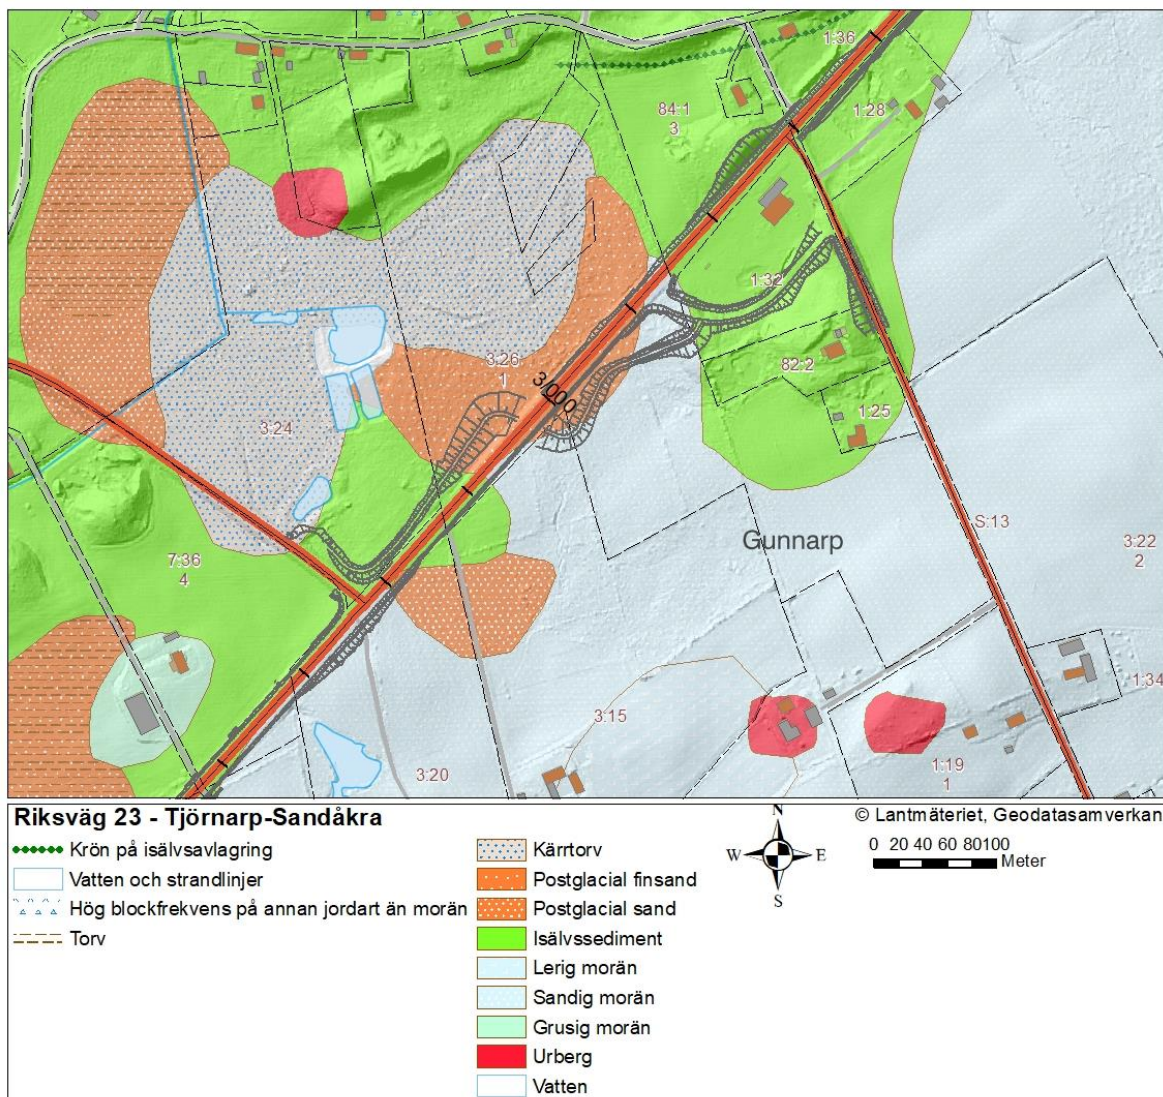 1:36
84:1
3
1:28
1:32
3:26
1
3/000
82:2
3:24
1:25
S:13
Gunnarp
3:22
2
7:36
4
1:34
3:15
1:19
1
3:20
Riksväg 23 - Tjörnarp-Sandåkra
Krön på isälvsavlagring
Vatten och strandlinjer
Hög blockfrekvens på annan jordart än morän
Torv
Kärrtorv
Postglacial finsand
Postglacial sand
Isälvssediment
Lerig morän
Sandig morän
Grusig morän
Urberg
Vatten
N
W E
S
© Lantmäteriet, Geodatasamverkan
0 20 40 60 80100
Meter